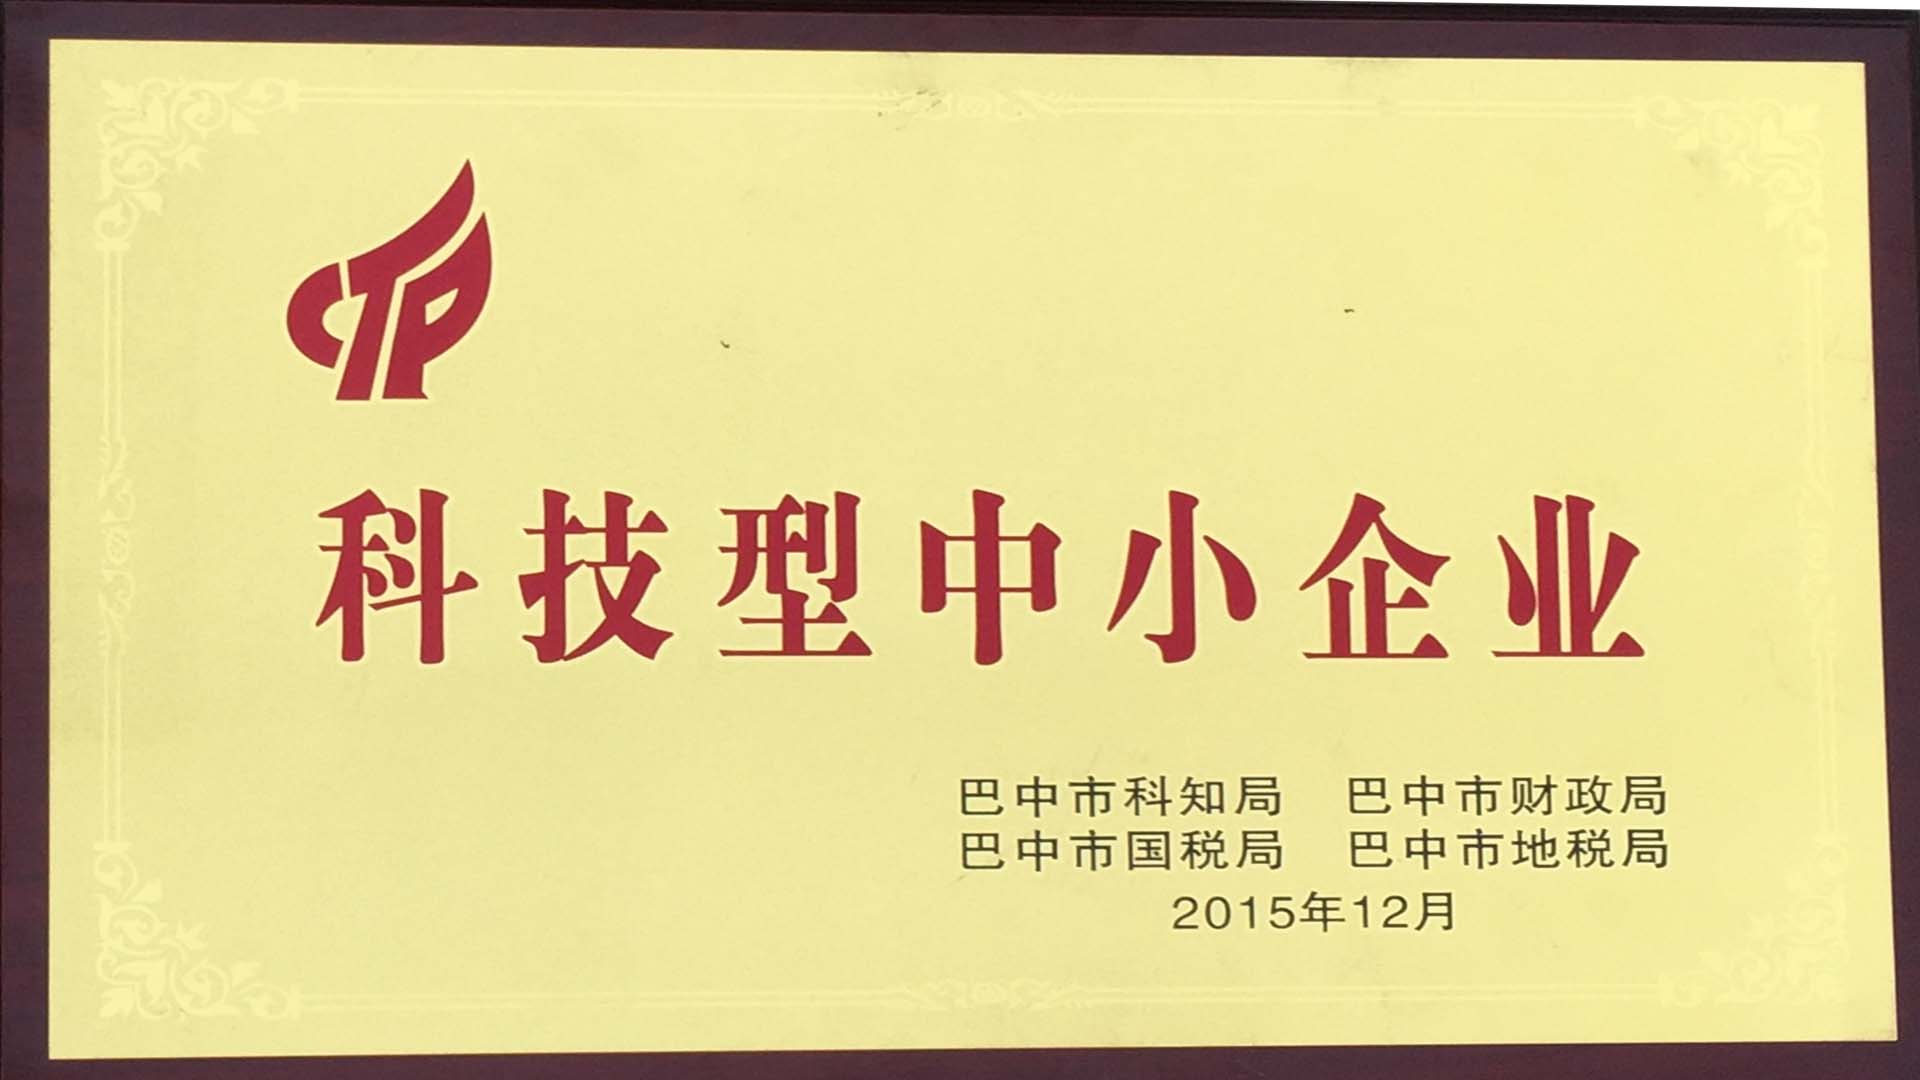 CTP
科技型中小企业
巴中市科知局 巴中市财政局
巴中市国税局 巴中市地税局
2015年12月